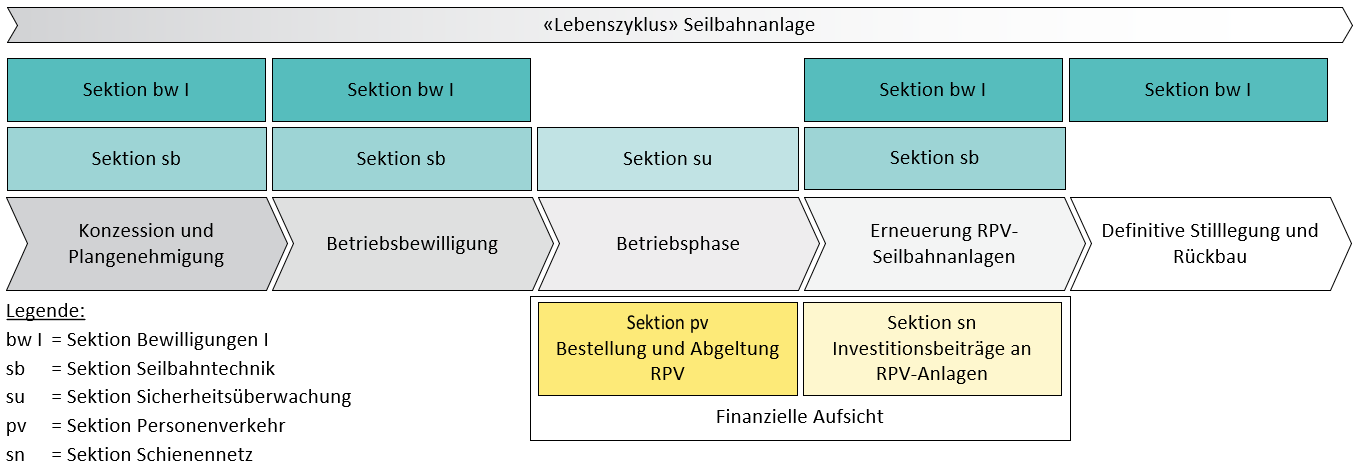 «Lebenszyklus» Seilbahnanlage
Sektion bw I
Sektion bw I
Sektion bw I
Sektion bw I
Sektion sb
Sektion sb
Sektion su
Sektion sb
Konzession und
Plangenehmigung
Betriebsbewilligung
Betriebsphase
Erneuerung RPV-
Seilbahnanlagen
Definitive Stilllegung und
Rückbau
Sektion pv
Bestellung und Abgeltung
RPV
Sektion sn
Investitionsbeiträge an
RPV-Anlagen
Finanzielle Aufsicht
Legende:
bw I = Sektion Bewilligungen I
sb = Sektion Seilbahntechnik
su = Sektion Sicherheitsüberwachung
pv = Sektion Personenverkehr
sn = Sektion Schienennetz